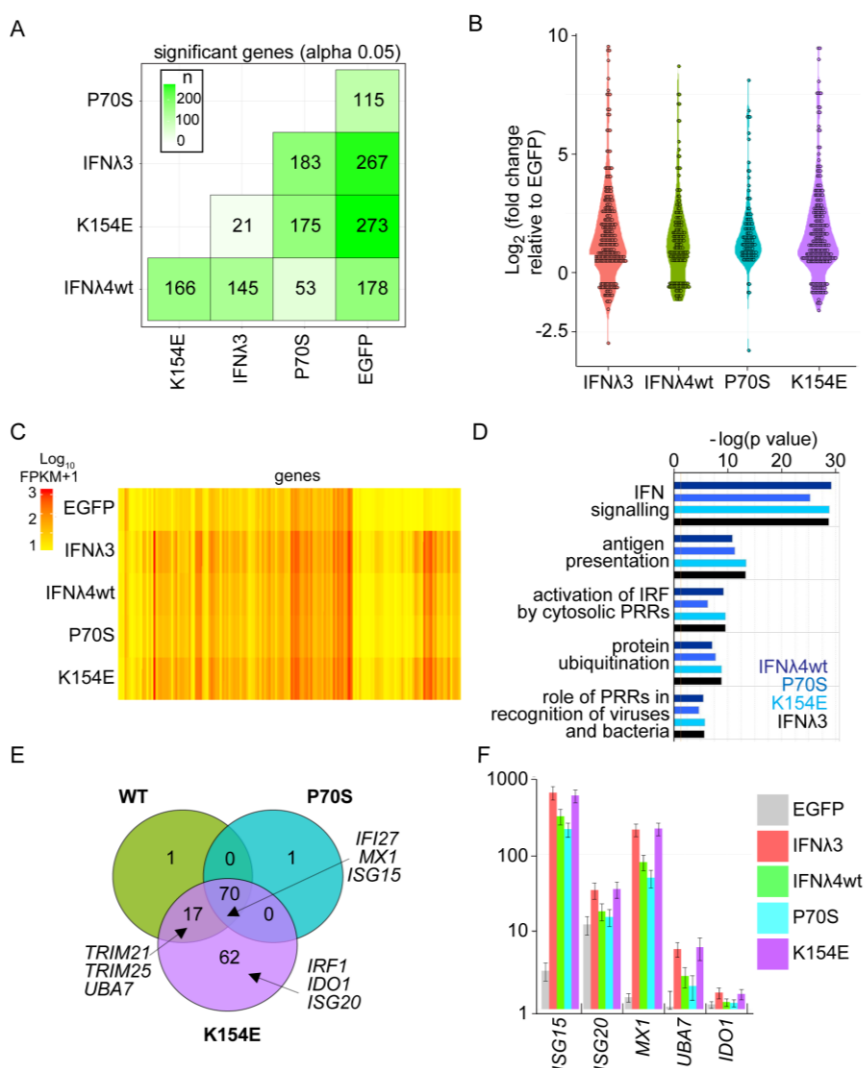 A
significant genes (alpha 0.05)
n
200
100
0
P70S
IFNλ3
K154E
IFNλ4wt
115
183
267
21
175
273
166
145
53
178
K154E
IFNλ3
P70S
EGFP
B
Log2 (fold change
relative to EGFP)
10
5
0
-2.5
IFNλ3
IFNλ4wt
P70S
K154E
C
Log10
FPKM+1
3
2
1
genes
EGFP
IFNλ3
IFNλ4wt
P70S
K154E
D
-log(p value)
0
10
20
30
IFN
signalling
antigen
presentation
activation of IRF
by cytosolic PRRs
protein
ubiquitination
role of PRRs in
recognition of viruses
and bacteria
IFNλ4wt
P70S
K154E
IFNλ3
E
WT
P70S
1
0
1
70
17
0
62
IFI27
MX1
ISG15
TRIM21
TRIM25
UBA7
IRF1
IDO1
ISG20
K154E
F
1000
100
10
1
ISG15
ISG20
MX1
UBA7
IDO1
EGFP
IFNλ3
IFNλ4wt
P70S
K154E